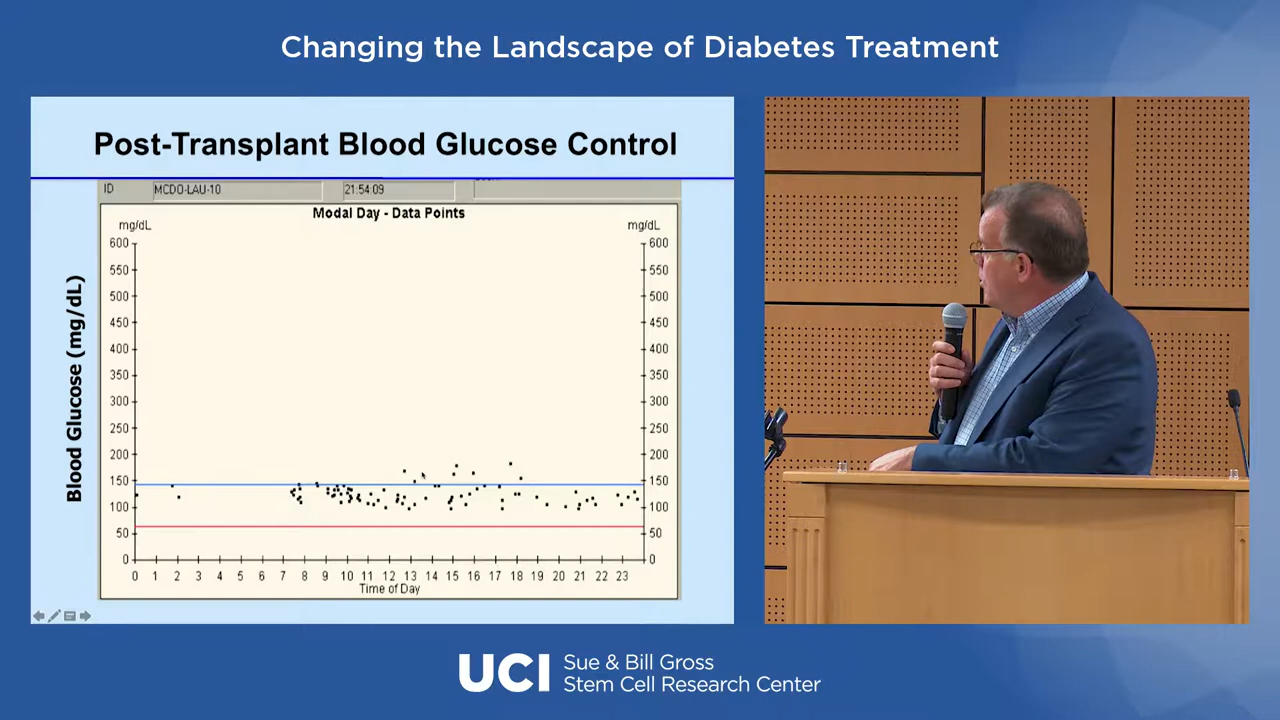 Changing the Landscape of Diabetes Treatment
Post-Transplant Blood Glucose Control
ID MCDO-LAU-10 21:54:09
Modal Day - Data Points
mg/dL mg/dL
600 600
550 550
500 500
450 450
400 400
350 350
300 300
250 250
200 200
150 150
100 100
50 50
0 0
Blood Glucose (mg/dL)
0 1 2 3 4 5 6 7 8 9 10 11 12 13 14 15 16 17 18 19 20 21 22 23
Time of Day
UCI Sue & Bill Gross
Stem Cell Research Center